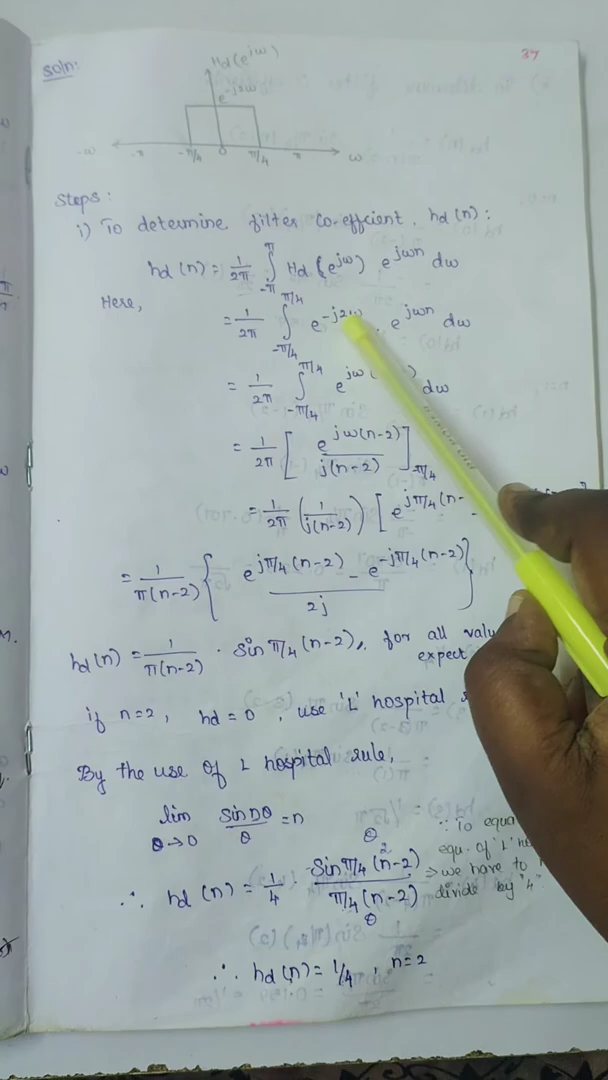 37
Soln:
Hd(e^jω)
e^-j2ω
-ω -π -π/4 0 π/4 π ω
Steps:
i) To determine filter co-effcient. hd(n):
hd(n) = 1/2π ∫_-π^π Hd(e^jω) e^jωn dω
Here,
= 1/2π ∫_-π/4^π/4 e^-j2ω . e^jωn dω
= 1/2π ∫_-π/4^π/4 e^jω( dω
= 1/2π [ e^jω(n-2) / j(n-2) ]_-π/4
= 1/2π (1/j(n-2)) [ e^jπ/4(n-
= 1/π(n-2) { e^jπ/4(n-2) - e^-jπ/4(n-2) / 2j }
hd(n) = 1/π(n-2) . sin π/4 (n-2), for all valu
expect
if n=2, hd=0, use 'L' hospital
By the use of L hospital rule,
lim θ→0 sin nθ/θ = n
∵ To equa
equ. of 'L'
⇒ we have to
divide by "4".
∴ hd(n) = 1/4 . sin π/4 (n-2) / π/4 (n-2)
θ
2
θ
∴ hd(n) = 1/4, n=2